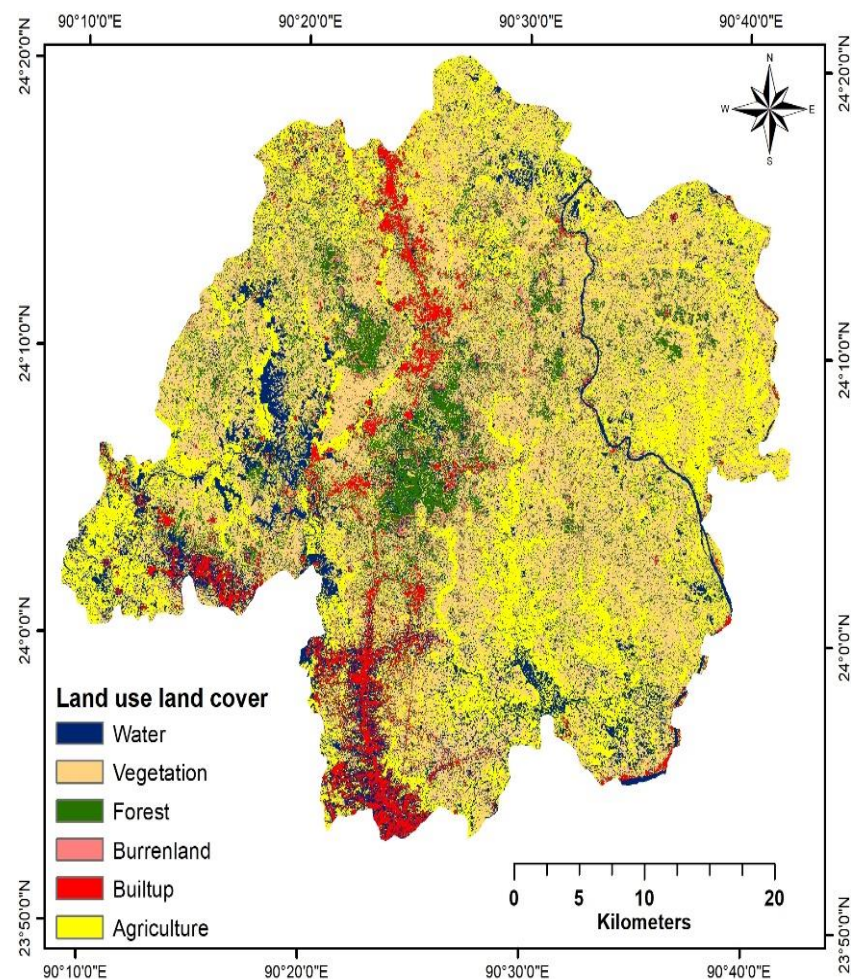 90°10'0"E 90°20'0"E 90°30'0"E 90°40'0"E
24°20'0"N
24°20'0"N
N
W E
S
24°10'0"N
24°10'0"N
24°0'0"N
24°0'0"N
Land use land cover
Water
Vegetation
Forest
Burrenland
Builtup
Agriculture
0 5 10 20
Kilometers
23°50'0"N
23°50'0"N
90°10'0"E 90°20'0"E 90°30'0"E 90°40'0"E